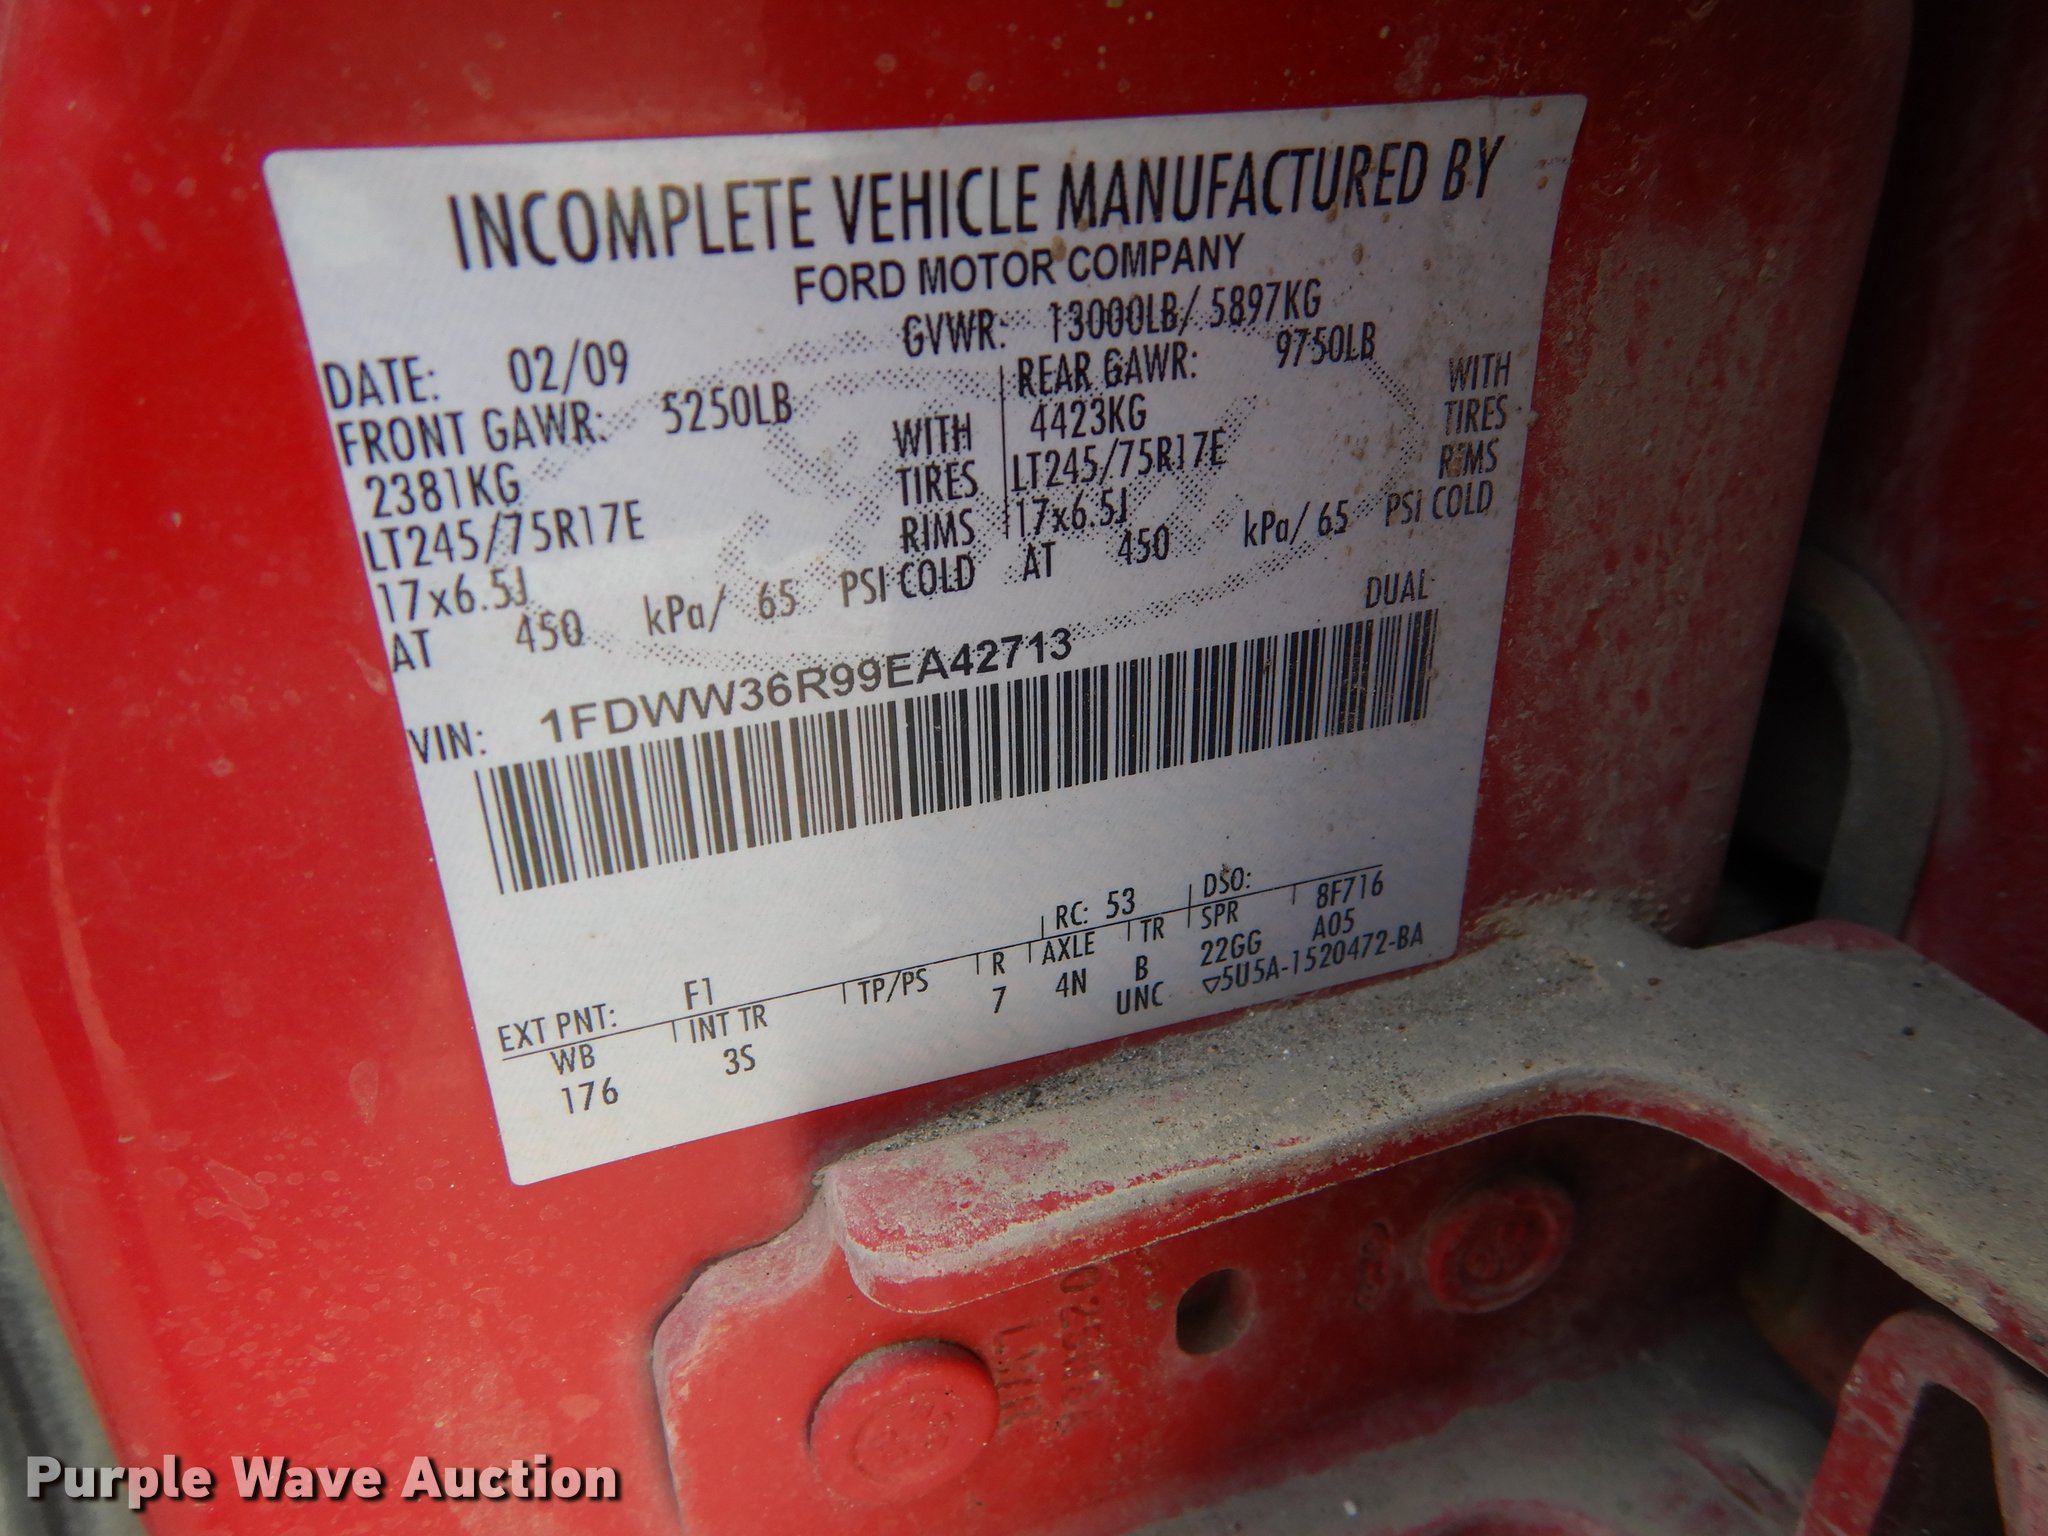 INCOMPLETE VEHICLE MANUFACTURED BY
FORD MOTOR COMPANY
DATE: 02/09 GVWR: 13000LB/ 5897KG
FRONT GAWR: 5250LB REAR GAWR: 9750LB
2381KG WITH 4423KG WITH
LT245/75R17E TIRES LT245/75R17E TIRES
17x6.5J RIMS 17x6.5J RIMS
AT 450 kPa/ 65 PSI COLD AT 450 kPa/ 65 PSI COLD
VIN: 1FDWW36R99EA42713 DUAL
EXT PNT: F1 RC: 53 DSO: 8F716
WB INT TR TP/PS R AXLE TR SPR A05
176 3S 7 4N B 22GG
UNC ▽5U5A-1520472-BA
Purple Wave Auction